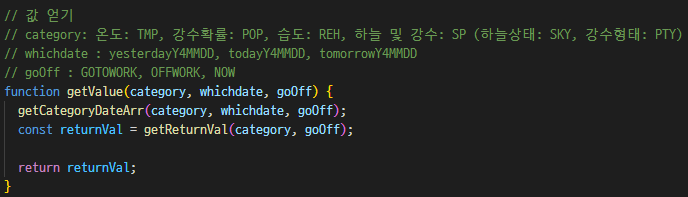 // 값 얻기
// category: 온도: TMP, 강수확률: POP, 습도: REH, 하늘 및 강수: SP (하늘상태: SKY, 강수형태: PTY)
// whichdate : yesterdayY4MMDD, todayY4MMDD, tomorrowY4MMDD
// goOff : GOTOWORK, OFFWORK, NOW
function getValue(category, whichdate, goOff) {
  getCategoryDateArr(category, whichdate, goOff);
  const returnVal = getReturnVal(category, goOff);

  return returnVal;
}